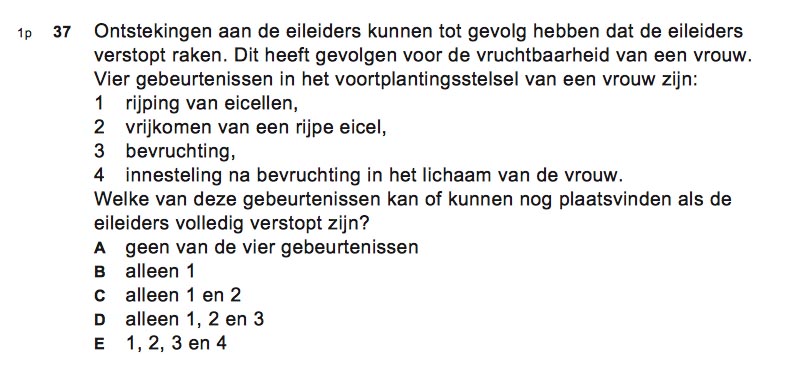 1p 37 Ontstekingen aan de eileiders kunnen tot gevolg hebben dat de eileiders
verstopt raken. Dit heeft gevolgen voor de vruchtbaarheid van een vrouw.
Vier gebeurtenissen in het voortplantingsstelsel van een vrouw zijn:
1 rijping van eicellen,
2 vrijkomen van een rijpe eicel,
3 bevruchting,
4 innesteling na bevruchting in het lichaam van de vrouw.
Welke van deze gebeurtenissen kan of kunnen nog plaatsvinden als de
eileiders volledig verstopt zijn?
A geen van de vier gebeurtenissen
B alleen 1
C alleen 1 en 2
D alleen 1, 2 en 3
E 1, 2, 3 en 4